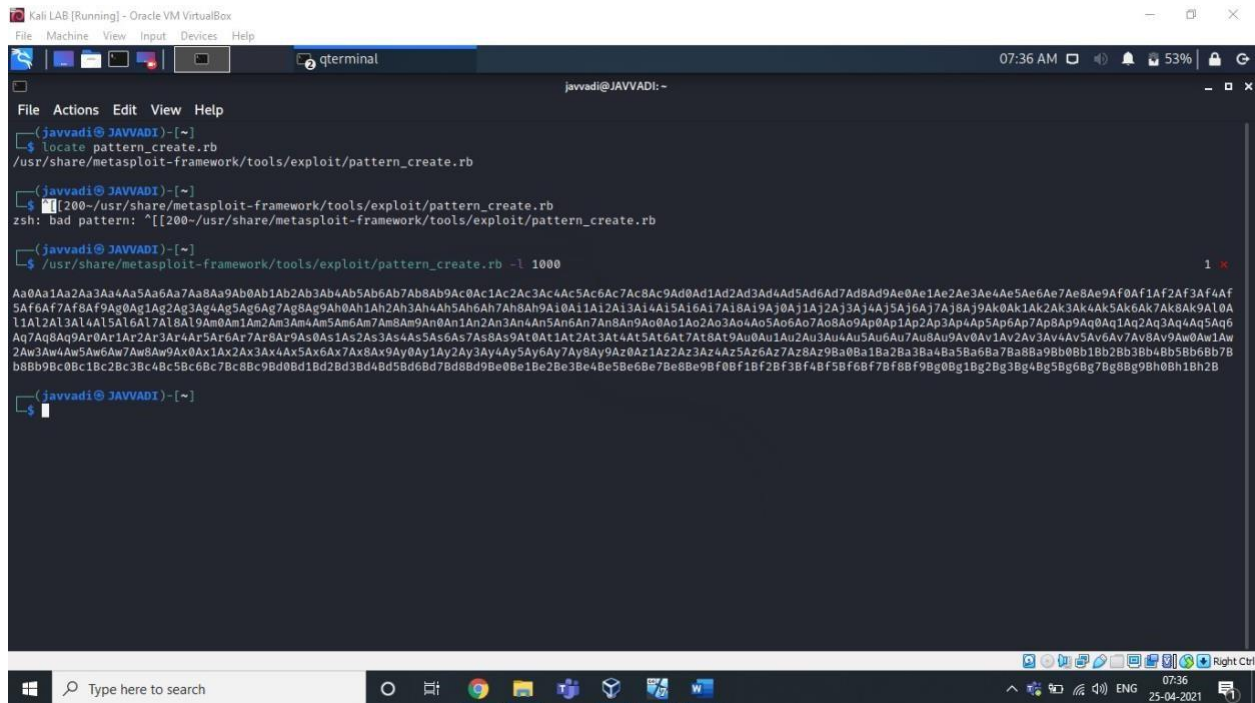 Kali LAB [Running] - Oracle VM VirtualBox
File Machine View Input Devices Help
qterminal
07:36 AM
53%
javvadi@JAVVADI: ~
File Actions Edit View Help
(javvadi㉿JAVVADI)-[~]
$ locate pattern_create.rb
/usr/share/metasploit-framework/tools/exploit/pattern_create.rb
(javvadi㉿JAVVADI)-[~]
$ ^[[200~/usr/share/metasploit-framework/tools/exploit/pattern_create.rb
zsh: bad pattern: ^[[200~/usr/share/metasploit-framework/tools/exploit/pattern_create.rb
(javvadi㉿JAVVADI)-[~]
$ /usr/share/metasploit-framework/tools/exploit/pattern_create.rb -l 1000
1 ⨯
Aa0Aa1Aa2Aa3Aa4Aa5Aa6Aa7Aa8Aa9Ab0Ab1Ab2Ab3Ab4Ab5Ab6Ab7Ab8Ab9Ac0Ac1Ac2Ac3Ac4Ac5Ac6Ac7Ac8Ac9Ad0Ad1Ad2Ad3Ad4Ad5Ad6Ad7Ad8Ad9Ae0Ae1Ae2Ae3Ae4Ae5Ae6Ae7Ae8Ae9Af0Af1Af2Af3Af4Af
5Af6Af7Af8Af9Ag0Ag1Ag2Ag3Ag4Ag5Ag6Ag7Ag8Ag9Ah0Ah1Ah2Ah3Ah4Ah5Ah6Ah7Ah8Ah9Ai0Ai1Ai2Ai3Ai4Ai5Ai6Ai7Ai8Ai9Aj0Aj1Aj2Aj3Aj4Aj5Aj6Aj7Aj8Aj9Ak0Ak1Ak2Ak3Ak4Ak5Ak6Ak7Ak8Ak9Al0A
l1Al2Al3Al4Al5Al6Al7Al8Al9Am0Am1Am2Am3Am4Am5Am6Am7Am8Am9An0An1An2An3An4An5An6An7An8An9Ao0Ao1Ao2Ao3Ao4Ao5Ao6Ao7Ao8Ao9Ap0Ap1Ap2Ap3Ap4Ap5Ap6Ap7Ap8Ap9Aq0Aq1Aq2Aq3Aq4Aq5Aq6
Aq7Aq8Aq9Ar0Ar1Ar2Ar3Ar4Ar5Ar6Ar7Ar8Ar9As0As1As2As3As4As5As6As7As8As9At0At1At2At3At4At5At6At7At8At9Au0Au1Au2Au3Au4Au5Au6Au7Au8Au9Av0Av1Av2Av3Av4Av5Av6Av7Av8Av9Aw0Aw1Aw
2Aw3Aw4Aw5Aw6Aw7Aw8Aw9Ax0Ax1Ax2Ax3Ax4Ax5Ax6Ax7Ax8Ax9Ay0Ay1Ay2Ay3Ay4Ay5Ay6Ay7Ay8Ay9Az0Az1Az2Az3Az4Az5Az6Az7Az8Az9Ba0Ba1Ba2Ba3Ba4Ba5Ba6Ba7Ba8Ba9Bb0Bb1Bb2Bb3Bb4Bb5Bb6Bb7B
b8Bb9Bc0Bc1Bc2Bc3Bc4Bc5Bc6Bc7Bc8Bc9Bd0Bd1Bd2Bd3Bd4Bd5Bd6Bd7Bd8Bd9Be0Be1Be2Be3Be4Be5Be6Be7Be8Be9Bf0Bf1Bf2Bf3Bf4Bf5Bf6Bf7Bf8Bf9Bg0Bg1Bg2Bg3Bg4Bg5Bg6Bg7Bg8Bg9Bh0Bh1Bh2B
(javvadi㉿JAVVADI)-[~]
$
Right Ctrl
Type here to search
ENG
07:36
25-04-2021